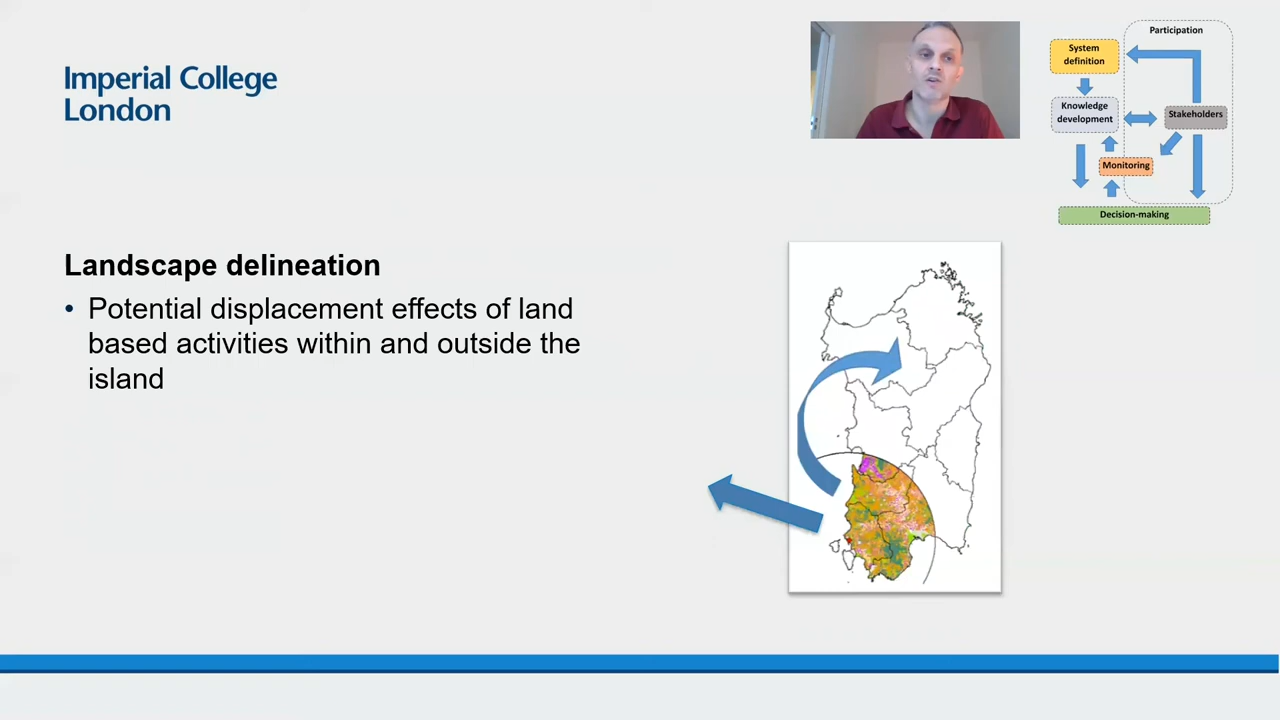 Imperial College
London
Participation
System
definition
Knowledge
development
Stakeholders
Monitoring
Decision-making
Landscape delineation
• Potential displacement effects of land
based activities within and outside the
island